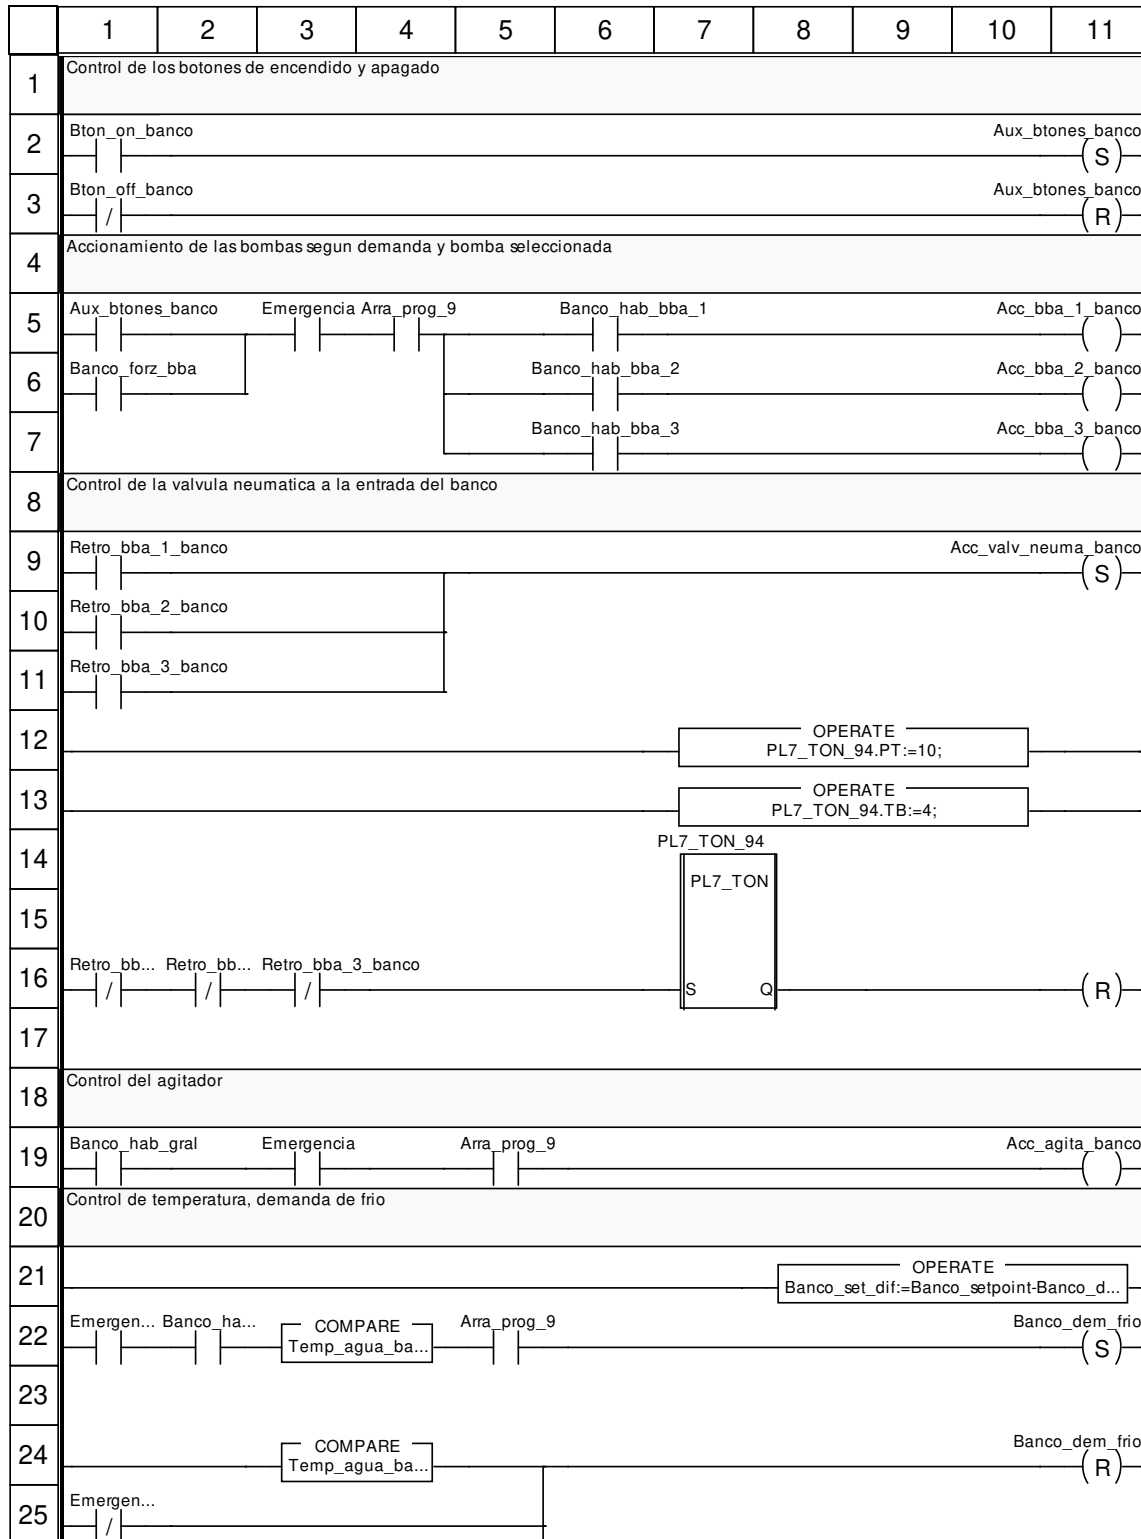 1 2 3 4 5 6 7 8 9 10 11
1 Control de los botones de encendido y apagado
Bton_on_banco Aux_btones_banco
2 S
Bton_off_banco Aux_btones_banco
3 / R
4 Accionamiento de las bombas segun demanda y bomba seleccionada
Aux_btones_banco Emergencia Arra_prog_9 Banco_hab_bba_1 Acc_bba_1_banco
5
Banco_forz_bba Banco_hab_bba_2 Acc_bba_2_banco
6
Banco_hab_bba_3 Acc_bba_3_banco
7
8 Control de la valvula neumatica a la entrada del banco
Retro_bba_1_banco Acc_valv_neuma_banco
9 S
Retro_bba_2_banco
10
Retro_bba_3_banco
11
OPERATE
12 PL7_TON_94.PT:=10;
OPERATE
13 PL7_TON_94.TB:=4;
PL7_TON_94
14
PL7_TON
15
Retro_bb... Retro_bb... Retro_bba_3_banco
16 / / / S Q R
17
18 Control del agitador
Banco_hab_gral Emergencia Arra_prog_9 Acc_agita_banco
19
20 Control de temperatura, demanda de frio
OPERATE
21 Banco_set_dif:=Banco_setpoint-Banco_d...
Emergen... Banco_ha... COMPARE Arra_prog_9 Banco_dem_frio
22 Temp_agua_ba... S
23
COMPARE Banco_dem_frio
24 Temp_agua_ba... R
Emergen...
25 /